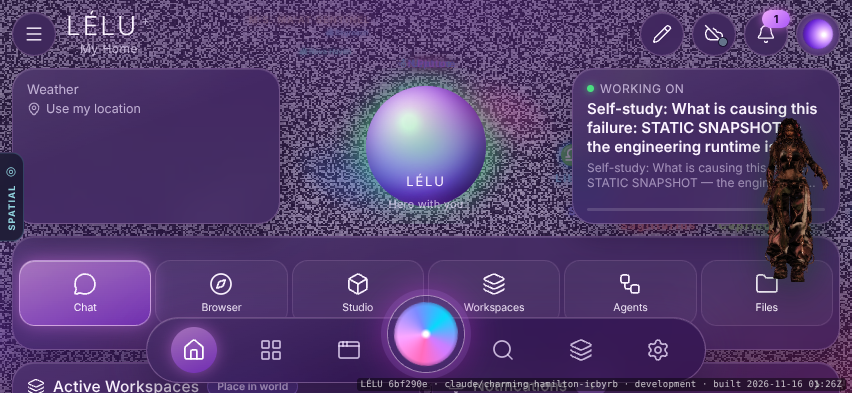 LÉLU
My Home
1
Weather
Use my location
LÉLU
Here with you
WORKING ON
Self-study: What is causing this
failure: STATIC SNAPSHOT
the engineering runtime
Self-study: What is causing this
STATIC SNAPSHOT — the
SPATIAL
Chat
Browser
Studio
Workspaces
Agents
Files
Active Workspaces
Place in world
Notifications
LÉLU 6bf290e · claude/charming-hamilton-icbyrb · development · built 2026-11-16 01:26Z